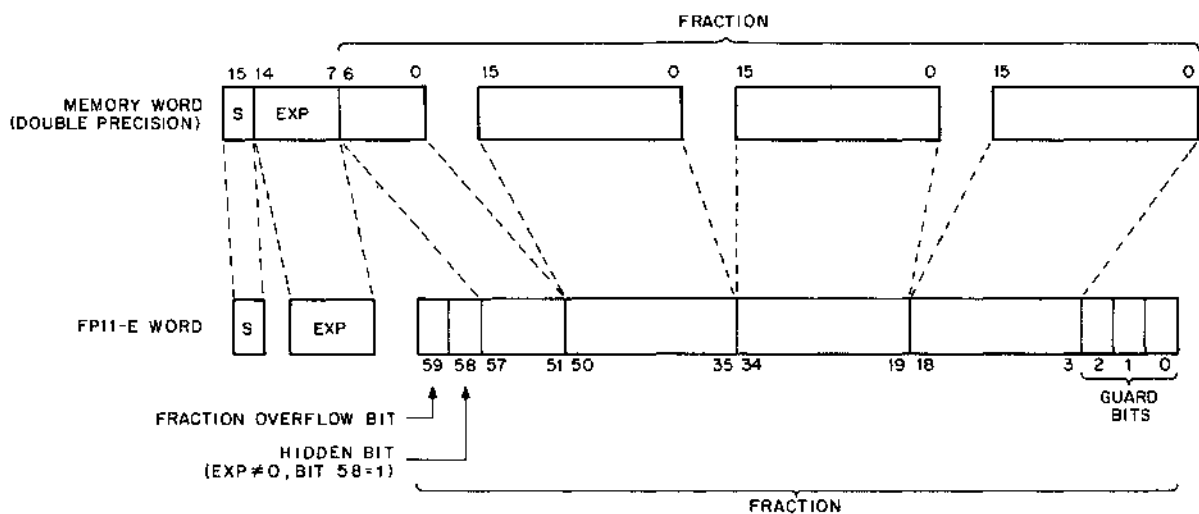 FRACTION
15 14 7 6 0 15 0 15 0 15 0
MEMORY WORD
(DOUBLE PRECISION)
S EXP
FP11-E WORD
S EXP
59 58 57 51 50 35 34 19 18 3 2 1 0
GUARD
BITS
FRACTION OVERFLOW BIT
HIDDEN BIT
(EXP≠0, BIT 58=1)
FRACTION